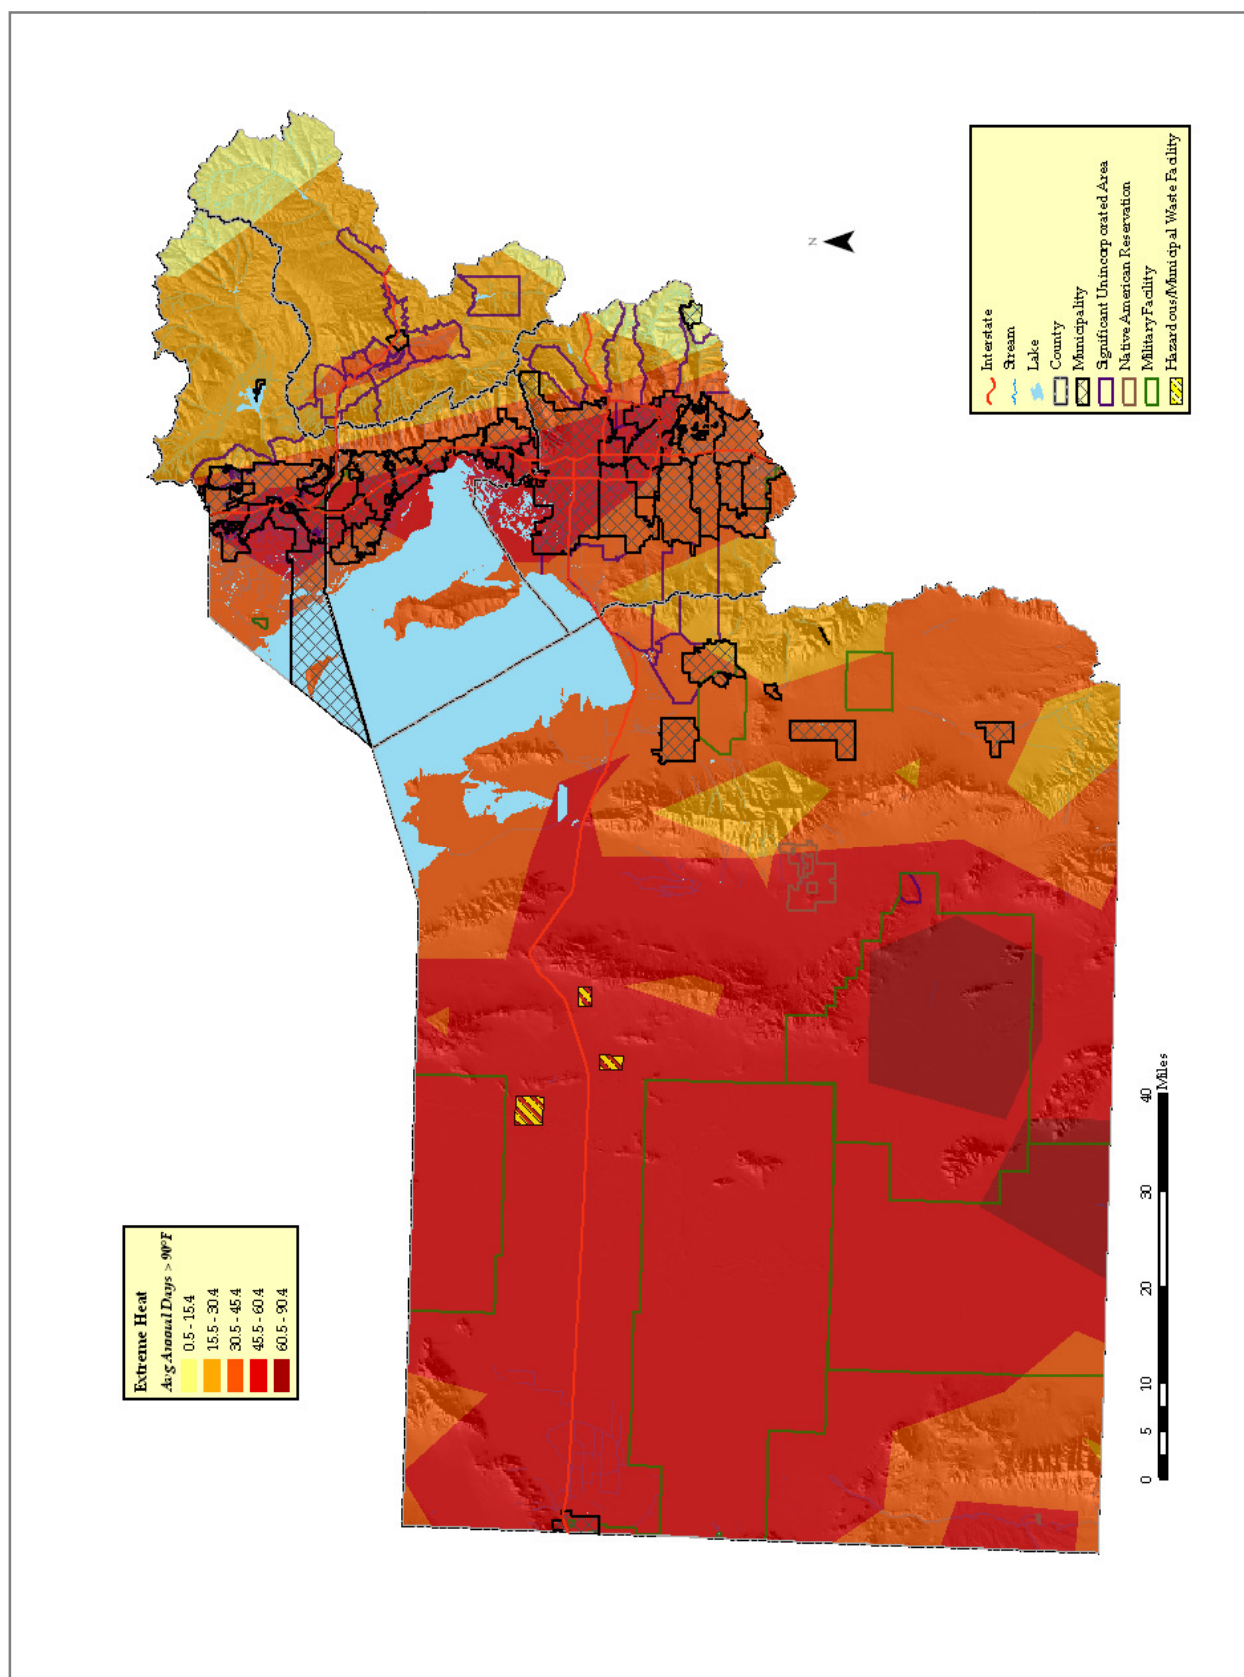 Extreme Heat
Avg Annual Days > 90°F
0.5 - 15.4
15.5 - 30.4
30.5 - 45.4
45.5 - 60.4
60.5 - 90.4
N
Interstate
Stream
Lake
County
Municipality
Significant Unincorporated Area
Native American Reservation
Military Facility
Hazardous/Municipal Waste Facility
0 5 10 20 30 40
Miles